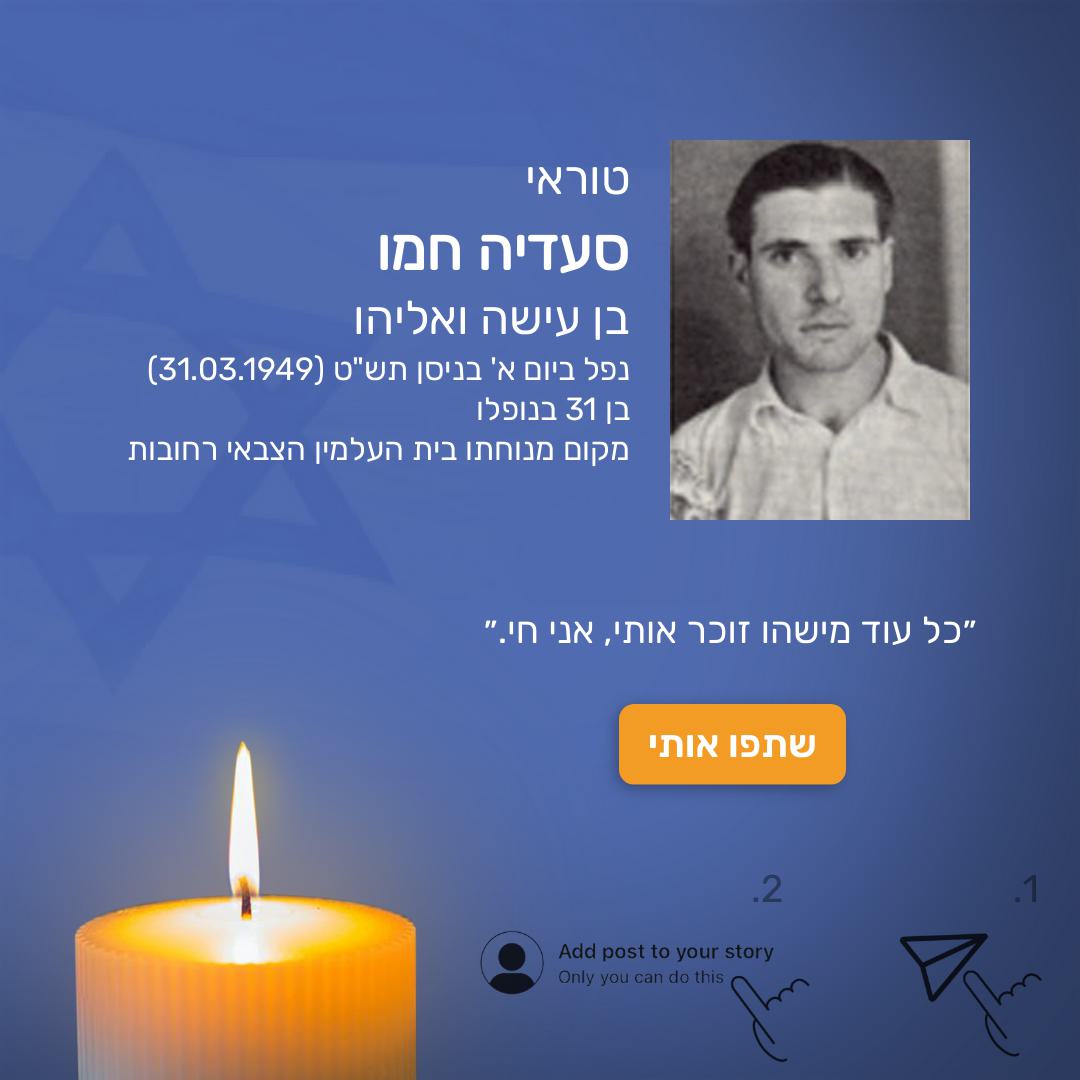 טוראי
סעדיה חמו
בן עישה ואליהו
נפל ביום א' בניסן תש"ט (31.03.1949)
בן 31 בנופלו
מקום מנוחתו בית העלמין הצבאי רחובות
״כל עוד מישהו זוכר אותי, אני חי.״
שתפו אותי
1.
2.
Add post to your story
Only you can do this